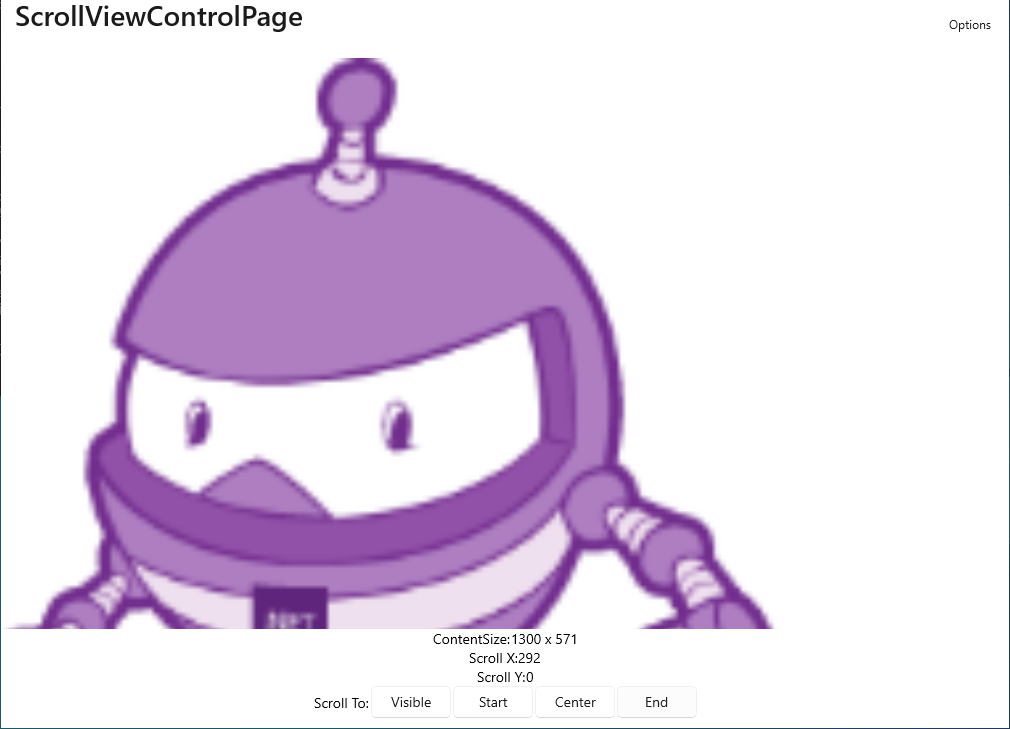 ScrollViewControlPage
Options
.NET
ContentSize:1300 x 571
Scroll X:292
Scroll Y:0
Scroll To: Visible Start Center End